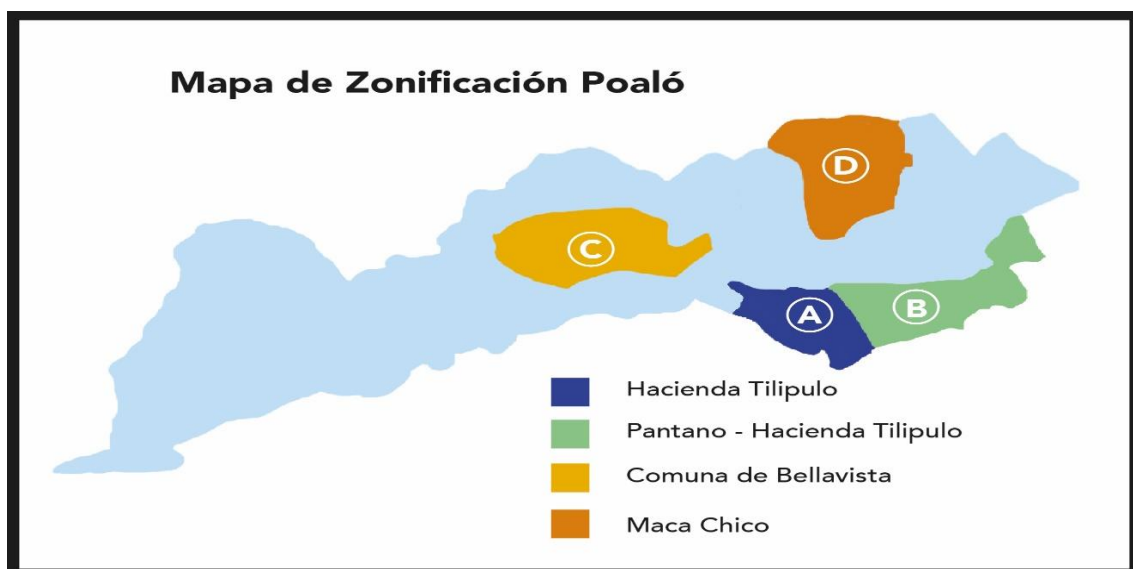 Mapa de Zonificación Poaló
D
C
A
B
Hacienda Tilipulo
Pantano - Hacienda Tilipulo
Comuna de Bellavista
Maca Chico